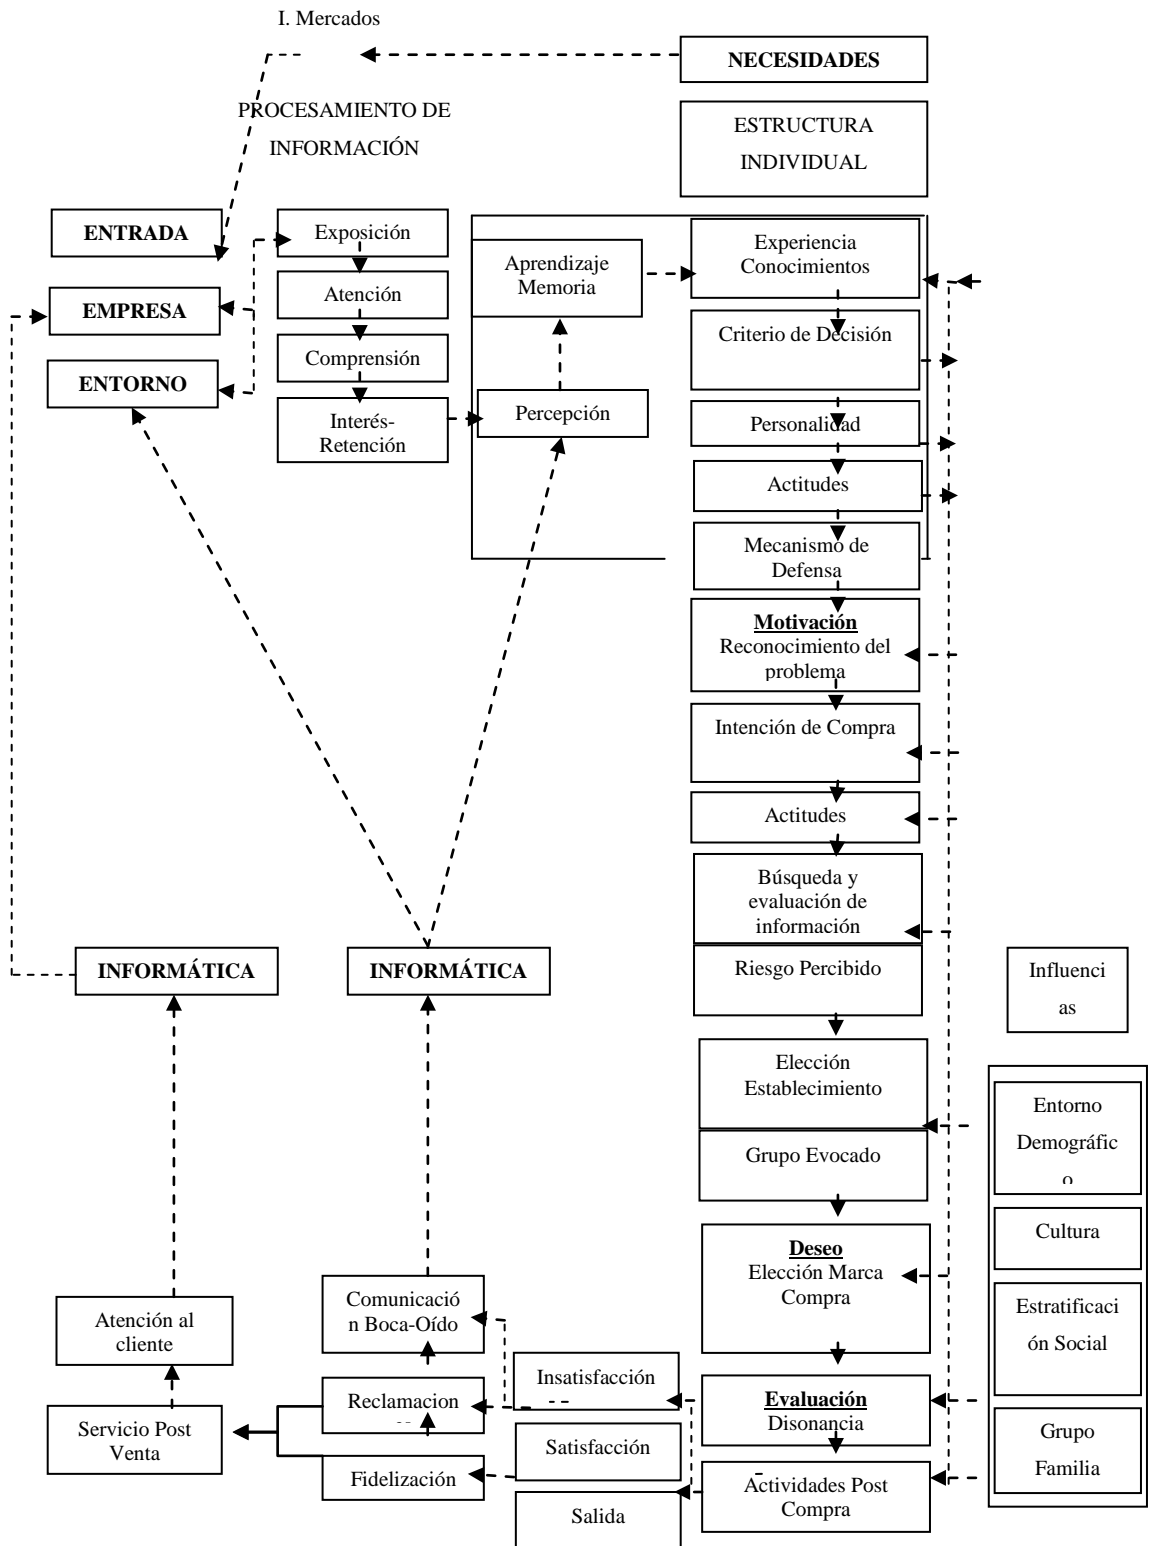 I. Mercados
NECESIDADES
PROCESAMIENTO DE
INFORMACIÓN
ESTRUCTURA
INDIVIDUAL
ENTRADA
EMPRESA
ENTORNO
Exposición
Atención
Comprensión
Interés-
Retención
Aprendizaje
Memoria
Percepción
Experiencia
Conocimientos
Criterio de Decisión
Personalidad
Actitudes
Mecanismo de
Defensa
Motivación
Reconocimiento del
problema
Intención de Compra
Actitudes
Búsqueda y
evaluación de
información
Riesgo Percibido
Elección
Establecimiento
Grupo Evocado
Deseo
Elección Marca
Compra
Evaluación
Disonancia
Actividades Post
Compra
INFORMÁTICA
INFORMÁTICA
Atención al
cliente
Servicio Post
Venta
Comunicació
n Boca-Oído
Reclamacion
Fidelización
Insatisfacción
Satisfacción
Salida
Influenci
as
Entorno
Demográfic
o
Cultura
Estratificaci
ón Social
Grupo
Familia